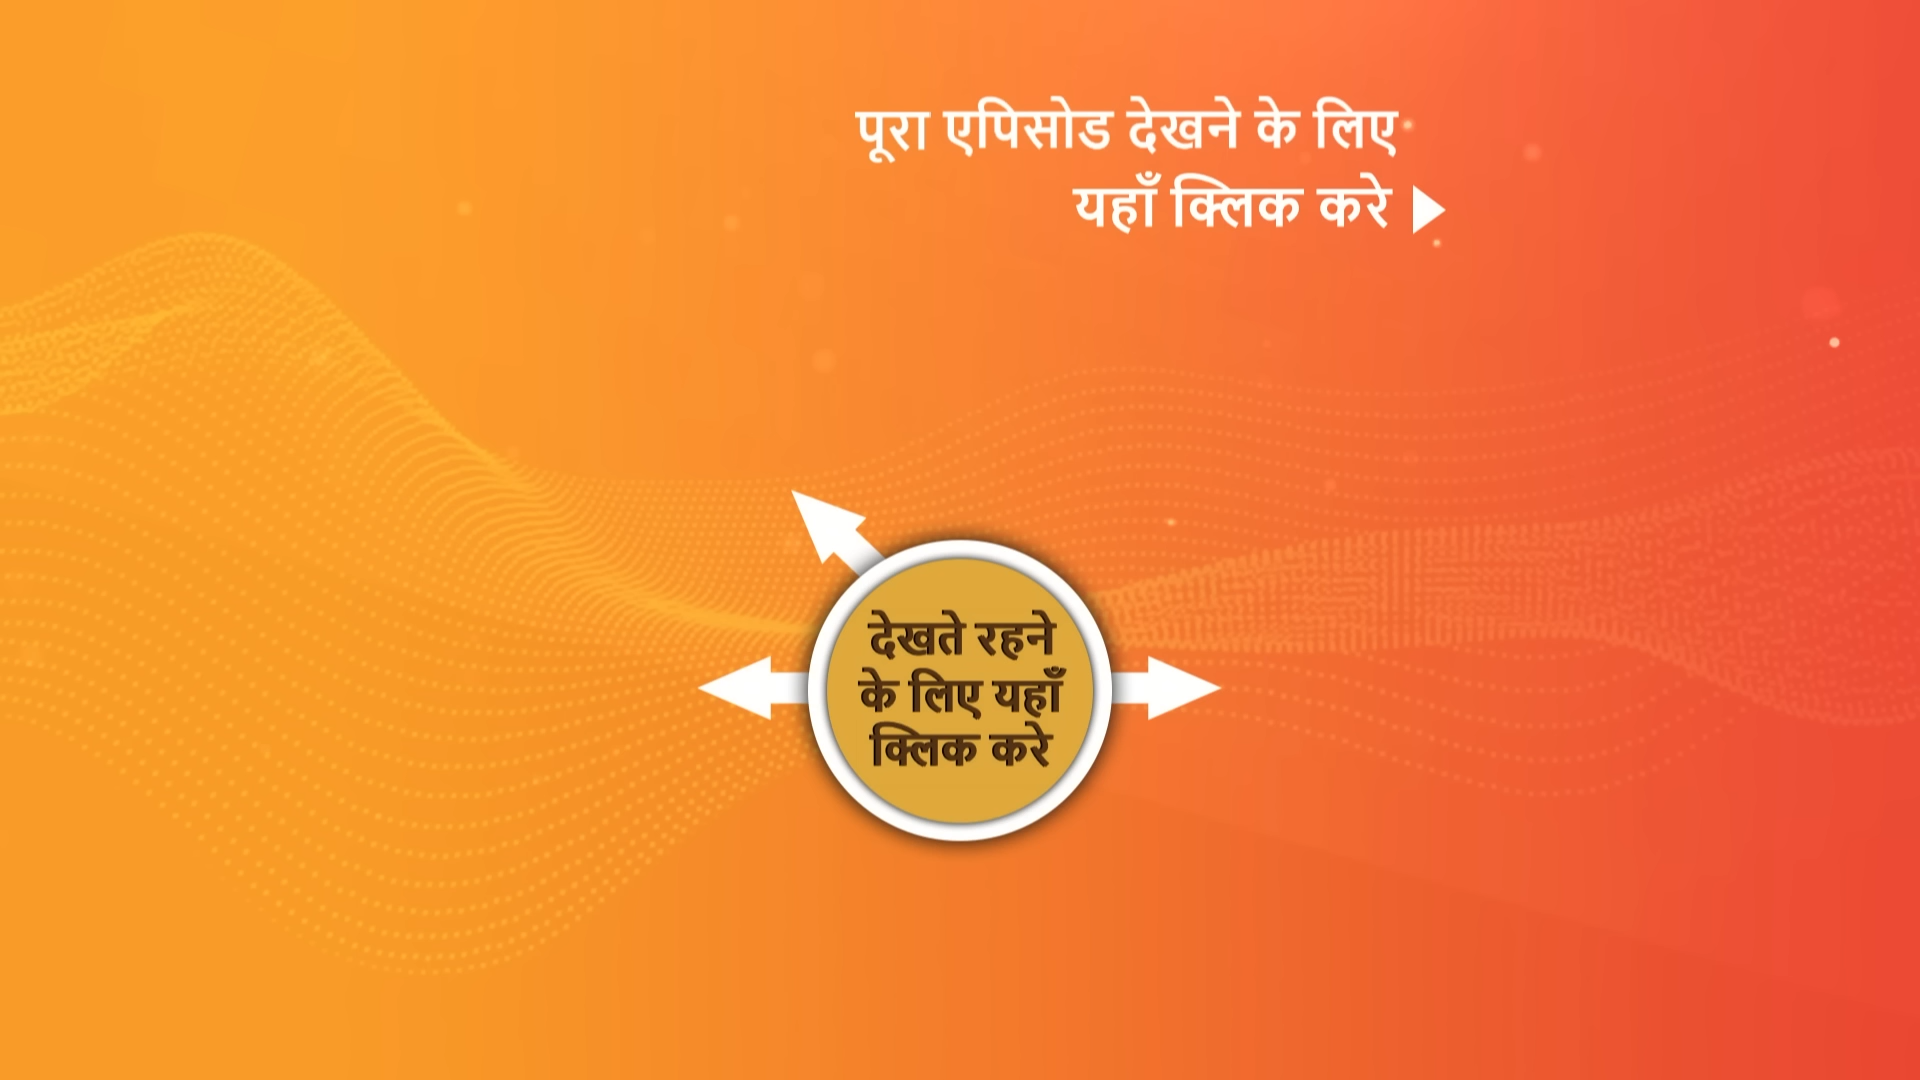 पूरा एपिसोड देखने के लिए
यहाँ क्लिक करे
देखते रहने
के लिए यहाँ
क्लिक करे